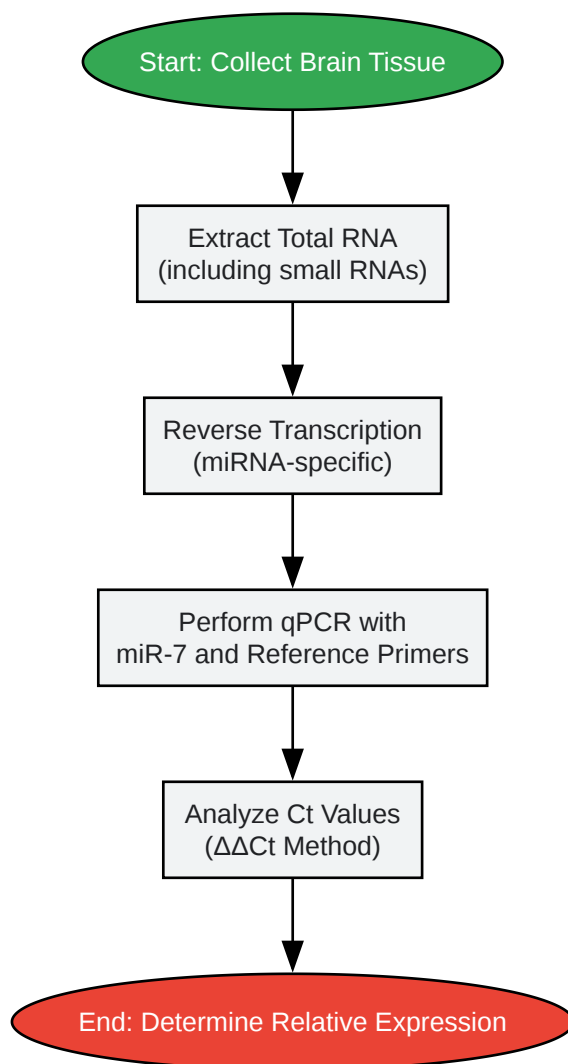 Start: Collect Brain Tissue
Extract Total RNA
(including small RNAs)
Reverse Transcription
(miRNA-specific)
Perform qPCR with
miR-7 and Reference Primers
Analyze Ct Values
(ΔΔCt Method)
End: Determine Relative Expression